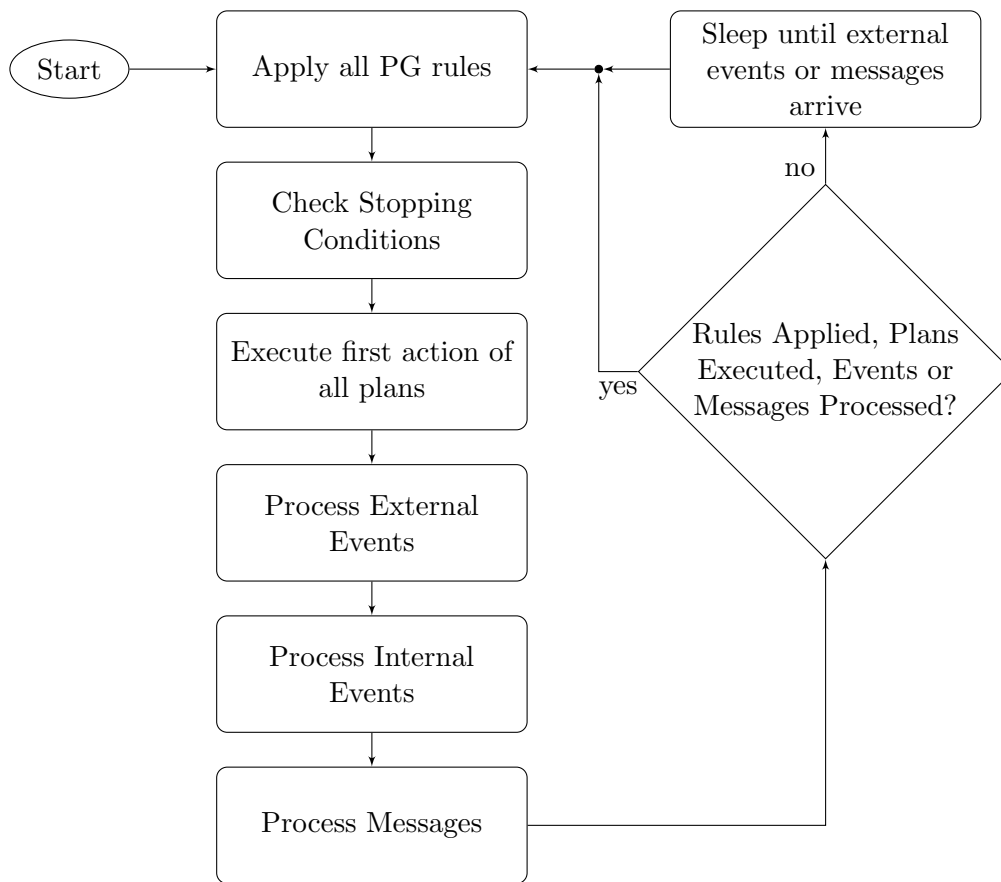 Start
Apply all PG rules
Sleep until external
events or messages
arrive
no
Check Stopping
Conditions
Execute first action of
all plans
Rules Applied, Plans
Executed, Events or
Messages Processed?
yes
Process External
Events
Process Internal
Events
Process Messages